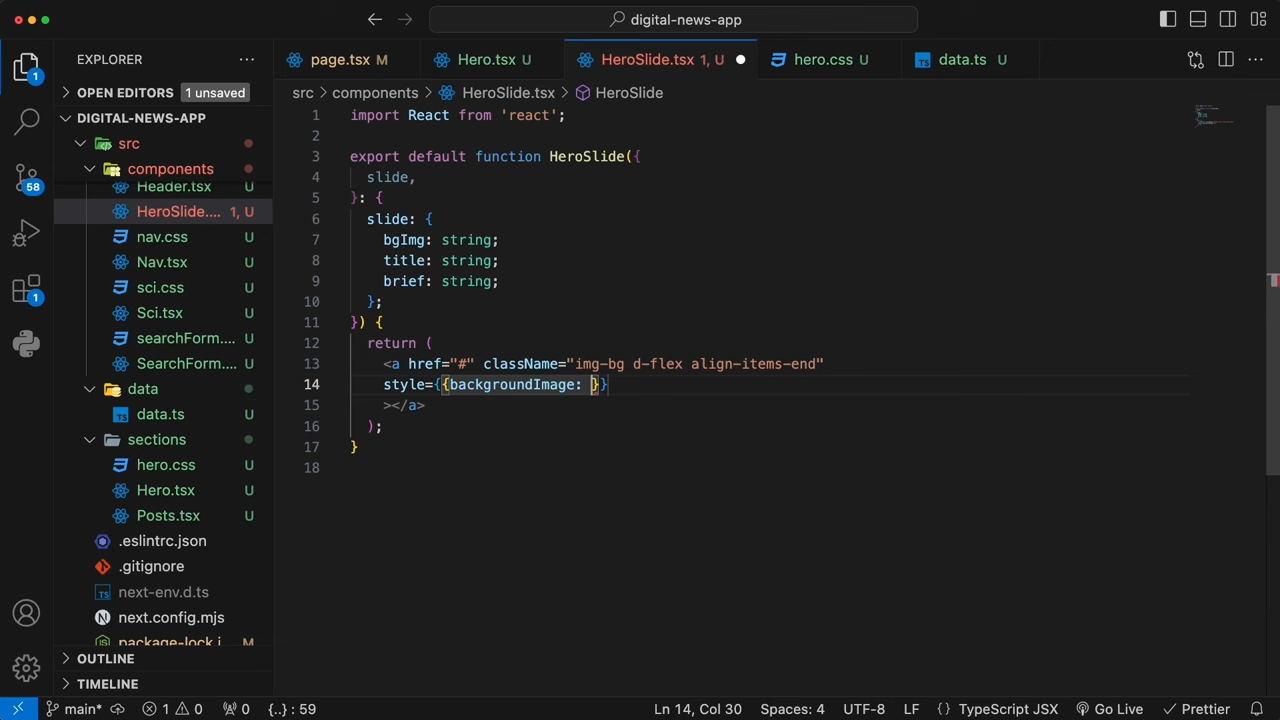 digital-news-app
EXPLORER
page.tsx M
Hero.tsx U
HeroSlide.tsx 1, U
hero.css U
TS data.ts U
OPEN EDITORS 1 unsaved
src > components > HeroSlide.tsx > HeroSlide
DIGITAL-NEWS-APP
src
components
Header.tsx U
HeroSlide.... 1, U
nav.css U
Nav.tsx U
sci.css U
Sci.tsx U
searchForm.... U
SearchForm.... U
data
TS data.ts U
sections
hero.css U
Hero.tsx U
Posts.tsx U
.eslintrc.json
.gitignore
TS next-env.d.ts
N next.config.mjs
JS package-lock.j M
OUTLINE
TIMELINE
1
58
1
1 import React from 'react';
2
3 export default function HeroSlide({
4 slide,
5 }: {
6 slide: {
7 bgImg: string;
8 title: string;
9 brief: string;
10 };
11 }) {
12 return (
13 <a href="#" className="img-bg d-flex align-items-end"
14 style={{backgroundImage: }}
15 ></a>
16 );
17 }
18
main* 1 0 0 {..} : 59 Ln 14, Col 30 Spaces: 4 UTF-8 LF {} TypeScript JSX Go Live Prettier